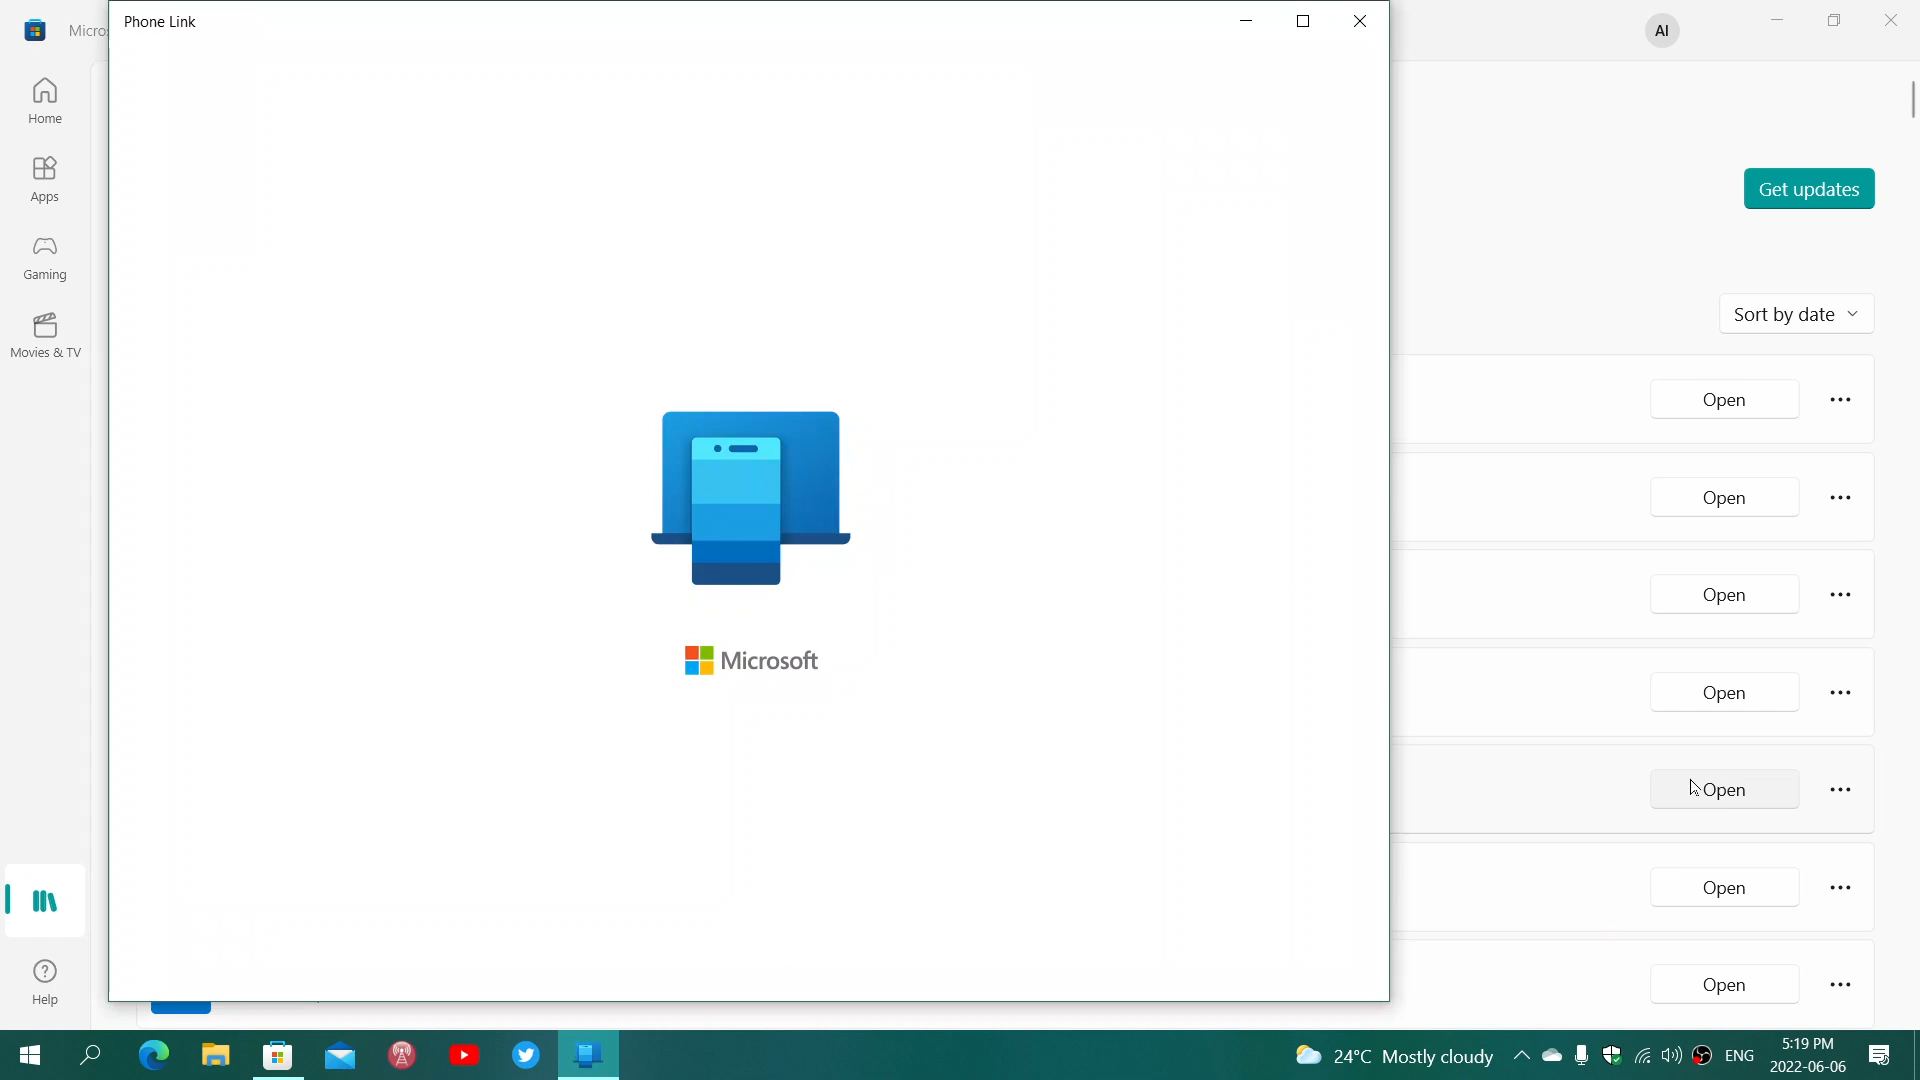 Micros
Phone Link
AI
Home
Apps
Gaming
Movies & TV
Help
Get updates
Sort by date
Open
Open
Open
Open
Open
Open
Open
Microsoft
24°C Mostly cloudy
ENG
5:19 PM
2022-06-06